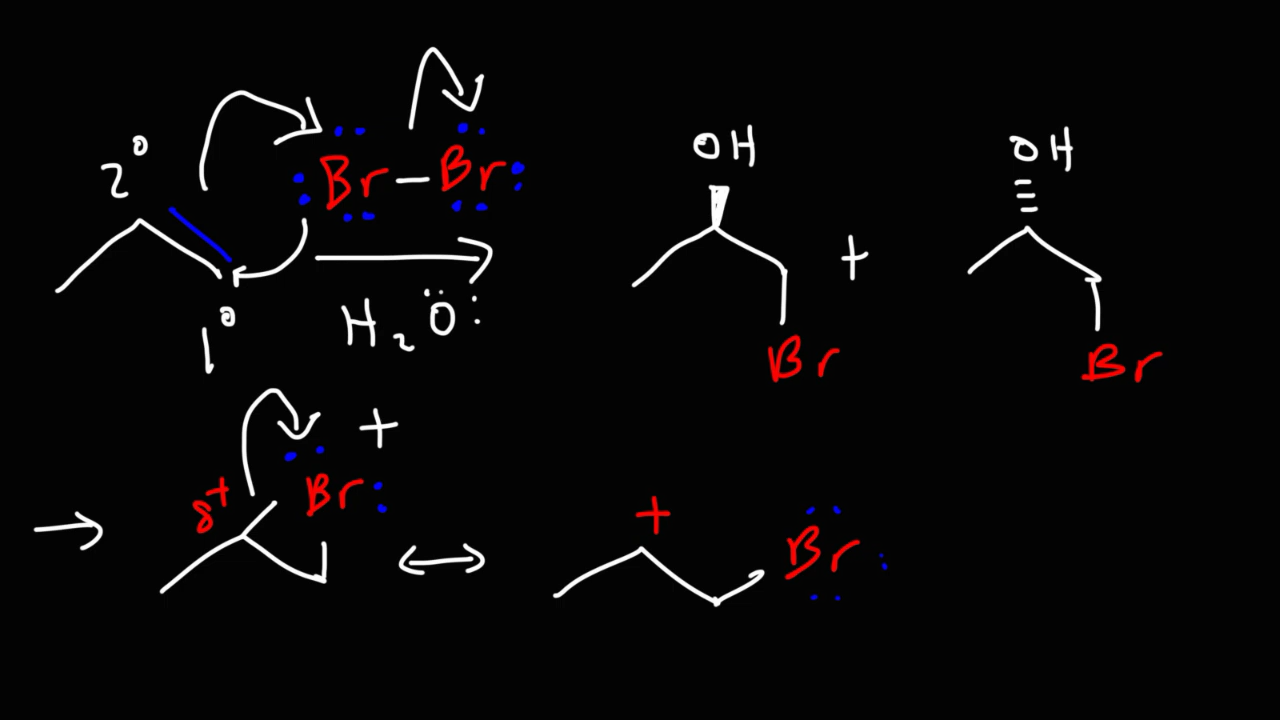 2° Br–Br OH OH
1° H₂O + 
Br Br
δ+ Br +
+ Br